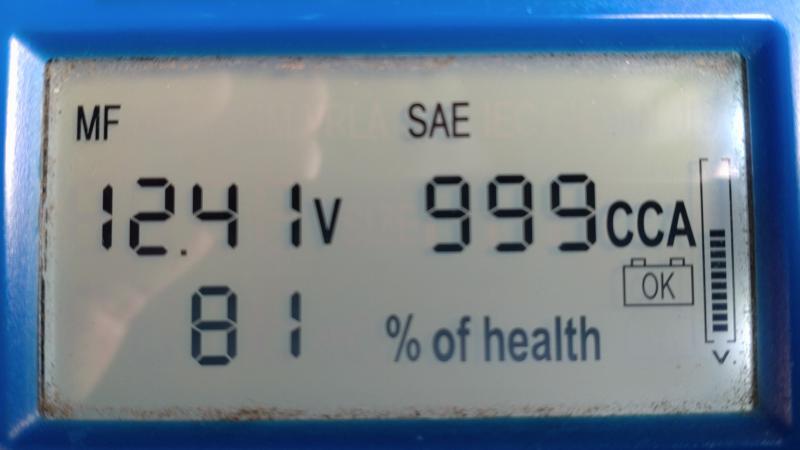 MF SAE
12.41V 999CCA
OK
81 % of health
V